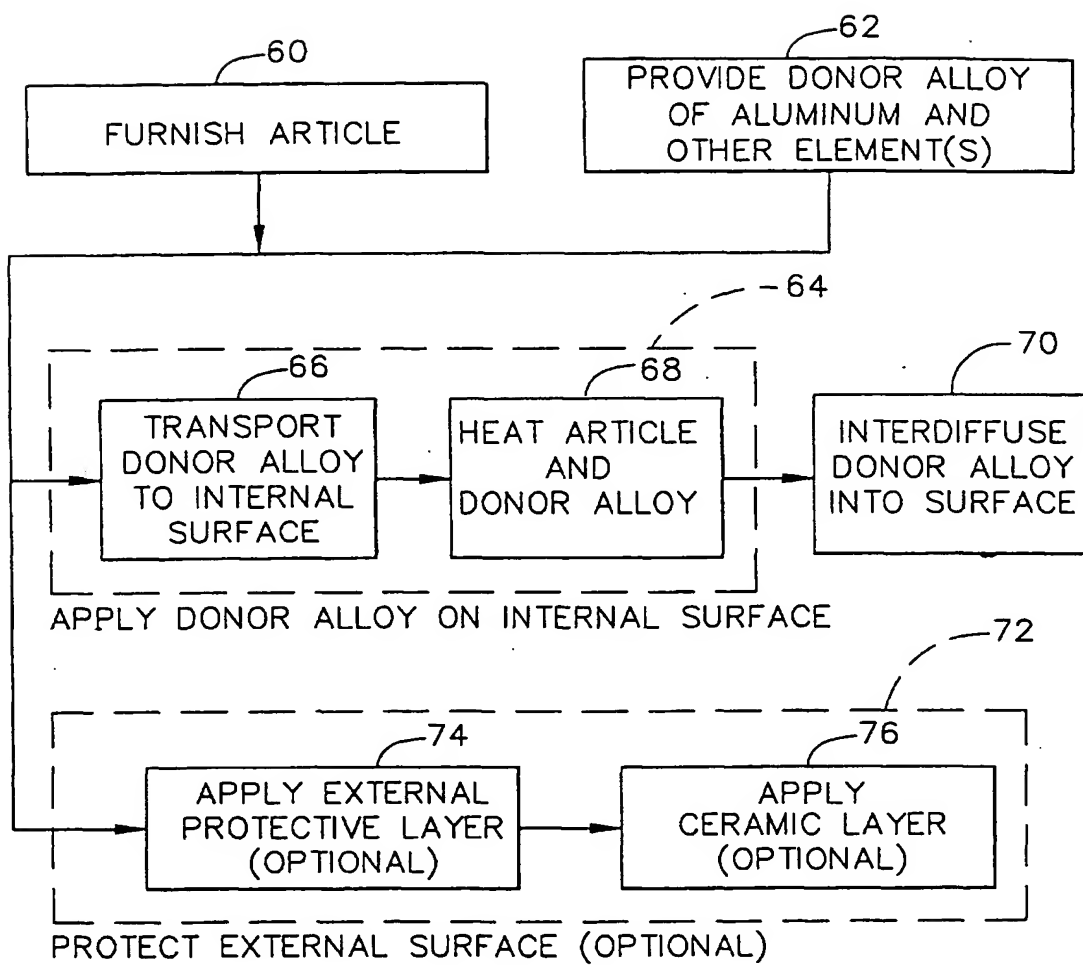 60
FURNISH ARTICLE
62
PROVIDE DONOR ALLOY
OF ALUMINUM AND
OTHER ELEMENT(S)
64
66
TRANSPORT
DONOR ALLOY
TO INTERNAL
SURFACE
68
HEAT ARTICLE
AND
DONOR ALLOY
70
INTERDIFFUSE
DONOR ALLOY
INTO SURFACE
APPLY DONOR ALLOY ON INTERNAL SURFACE
72
74
APPLY EXTERNAL
PROTECTIVE LAYER
(OPTIONAL)
76
APPLY
CERAMIC LAYER
(OPTIONAL)
PROTECT EXTERNAL SURFACE (OPTIONAL)